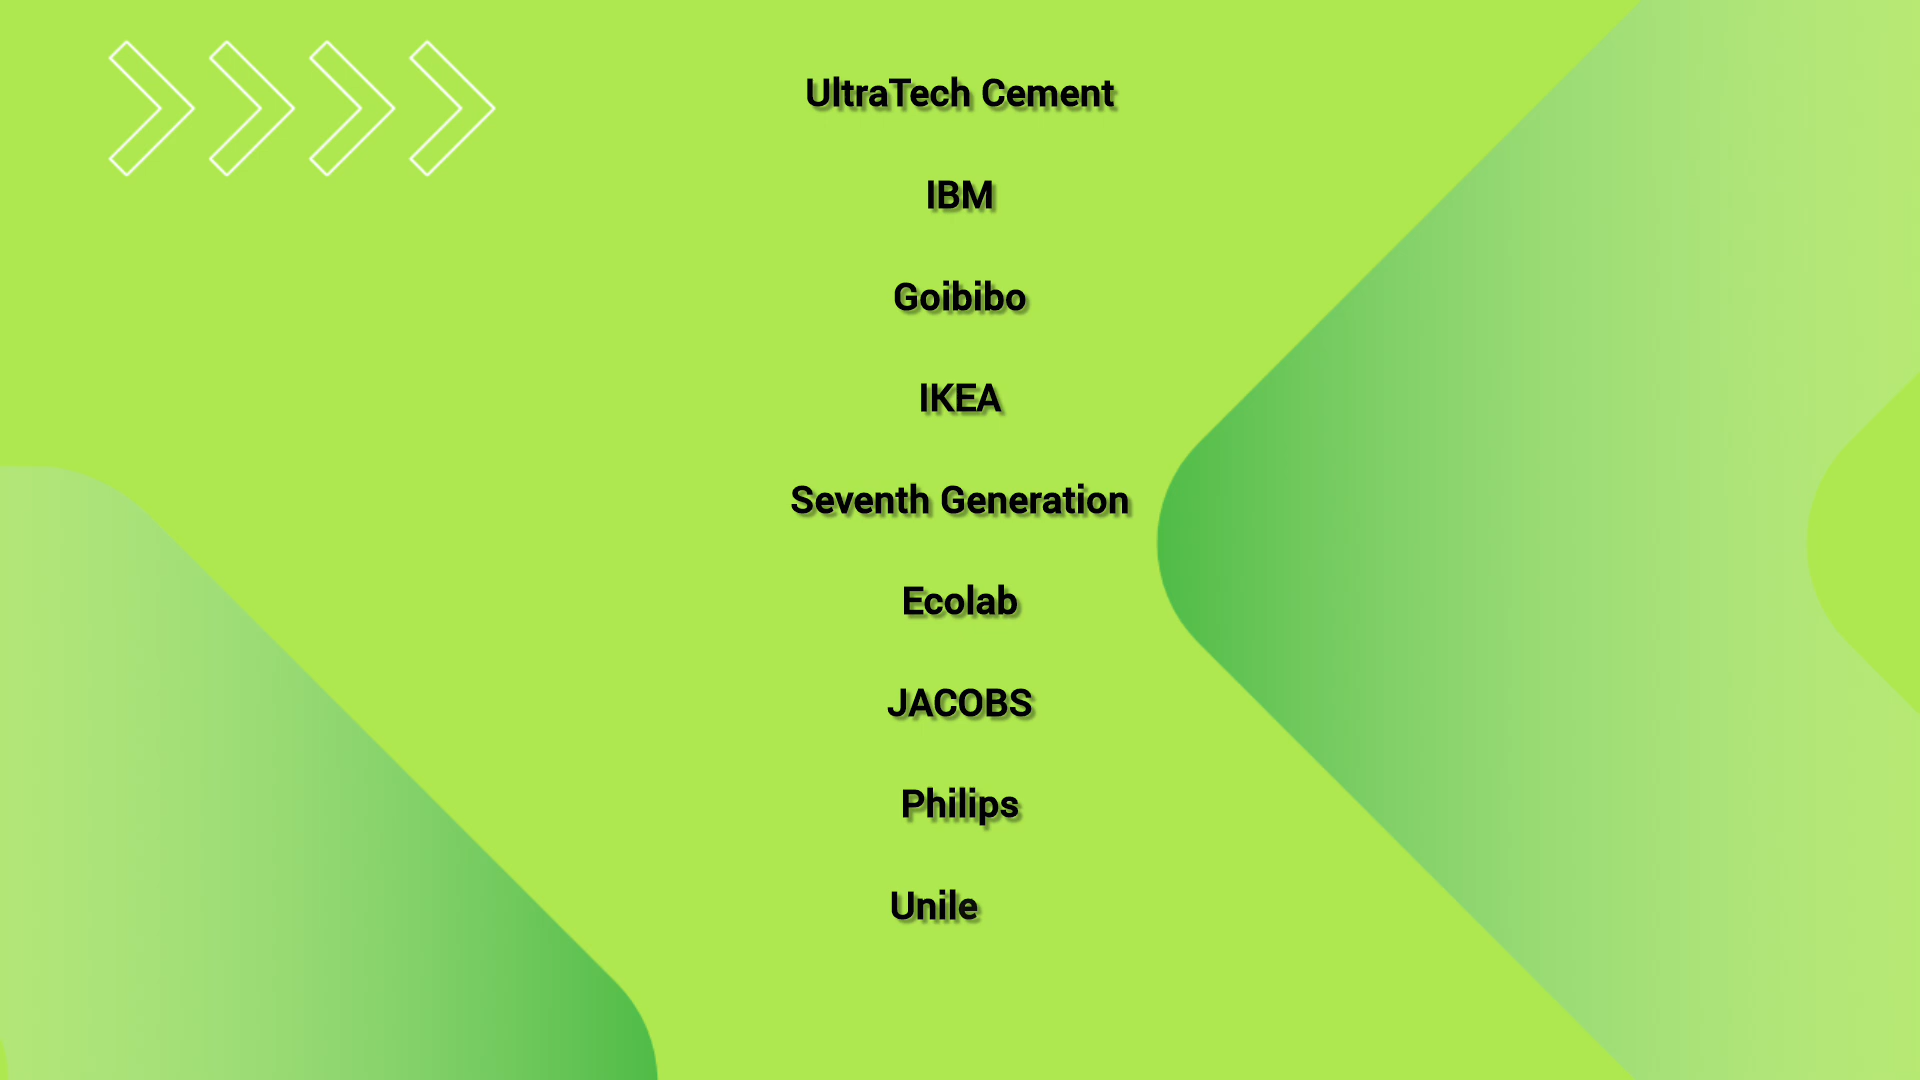 UltraTech Cement
IBM
Goibibo
IKEA
Seventh Generation
Ecolab
JACOBS
Philips
Unile